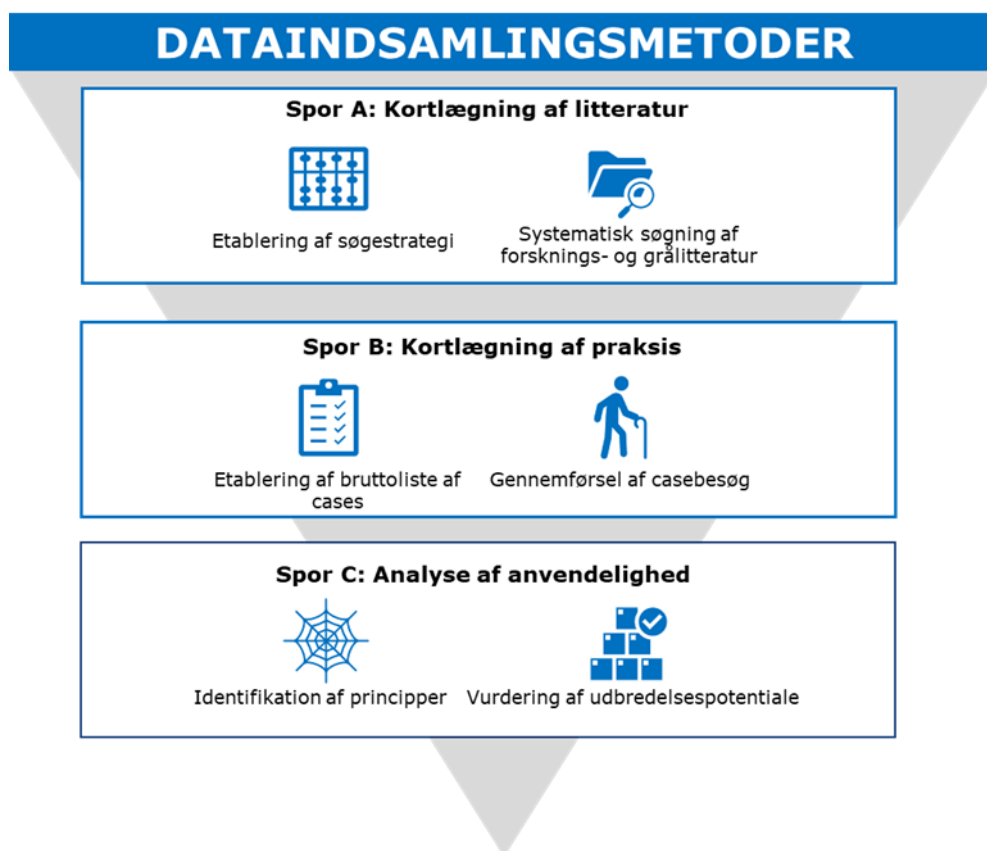 DATAINDSAMLINGSMETODER
Spor A: Kortlægning af litteratur
Etablering af søgestrategi
Systematisk søgning af
forsknings- og grålitteratur
Spor B: Kortlægning af praksis
Etablering af bruttoliste af
cases
Gennemførsel af casebesøg
Spor C: Analyse af anvendelighed
Identifikation af principper
Vurdering af udbredelsespotentiale